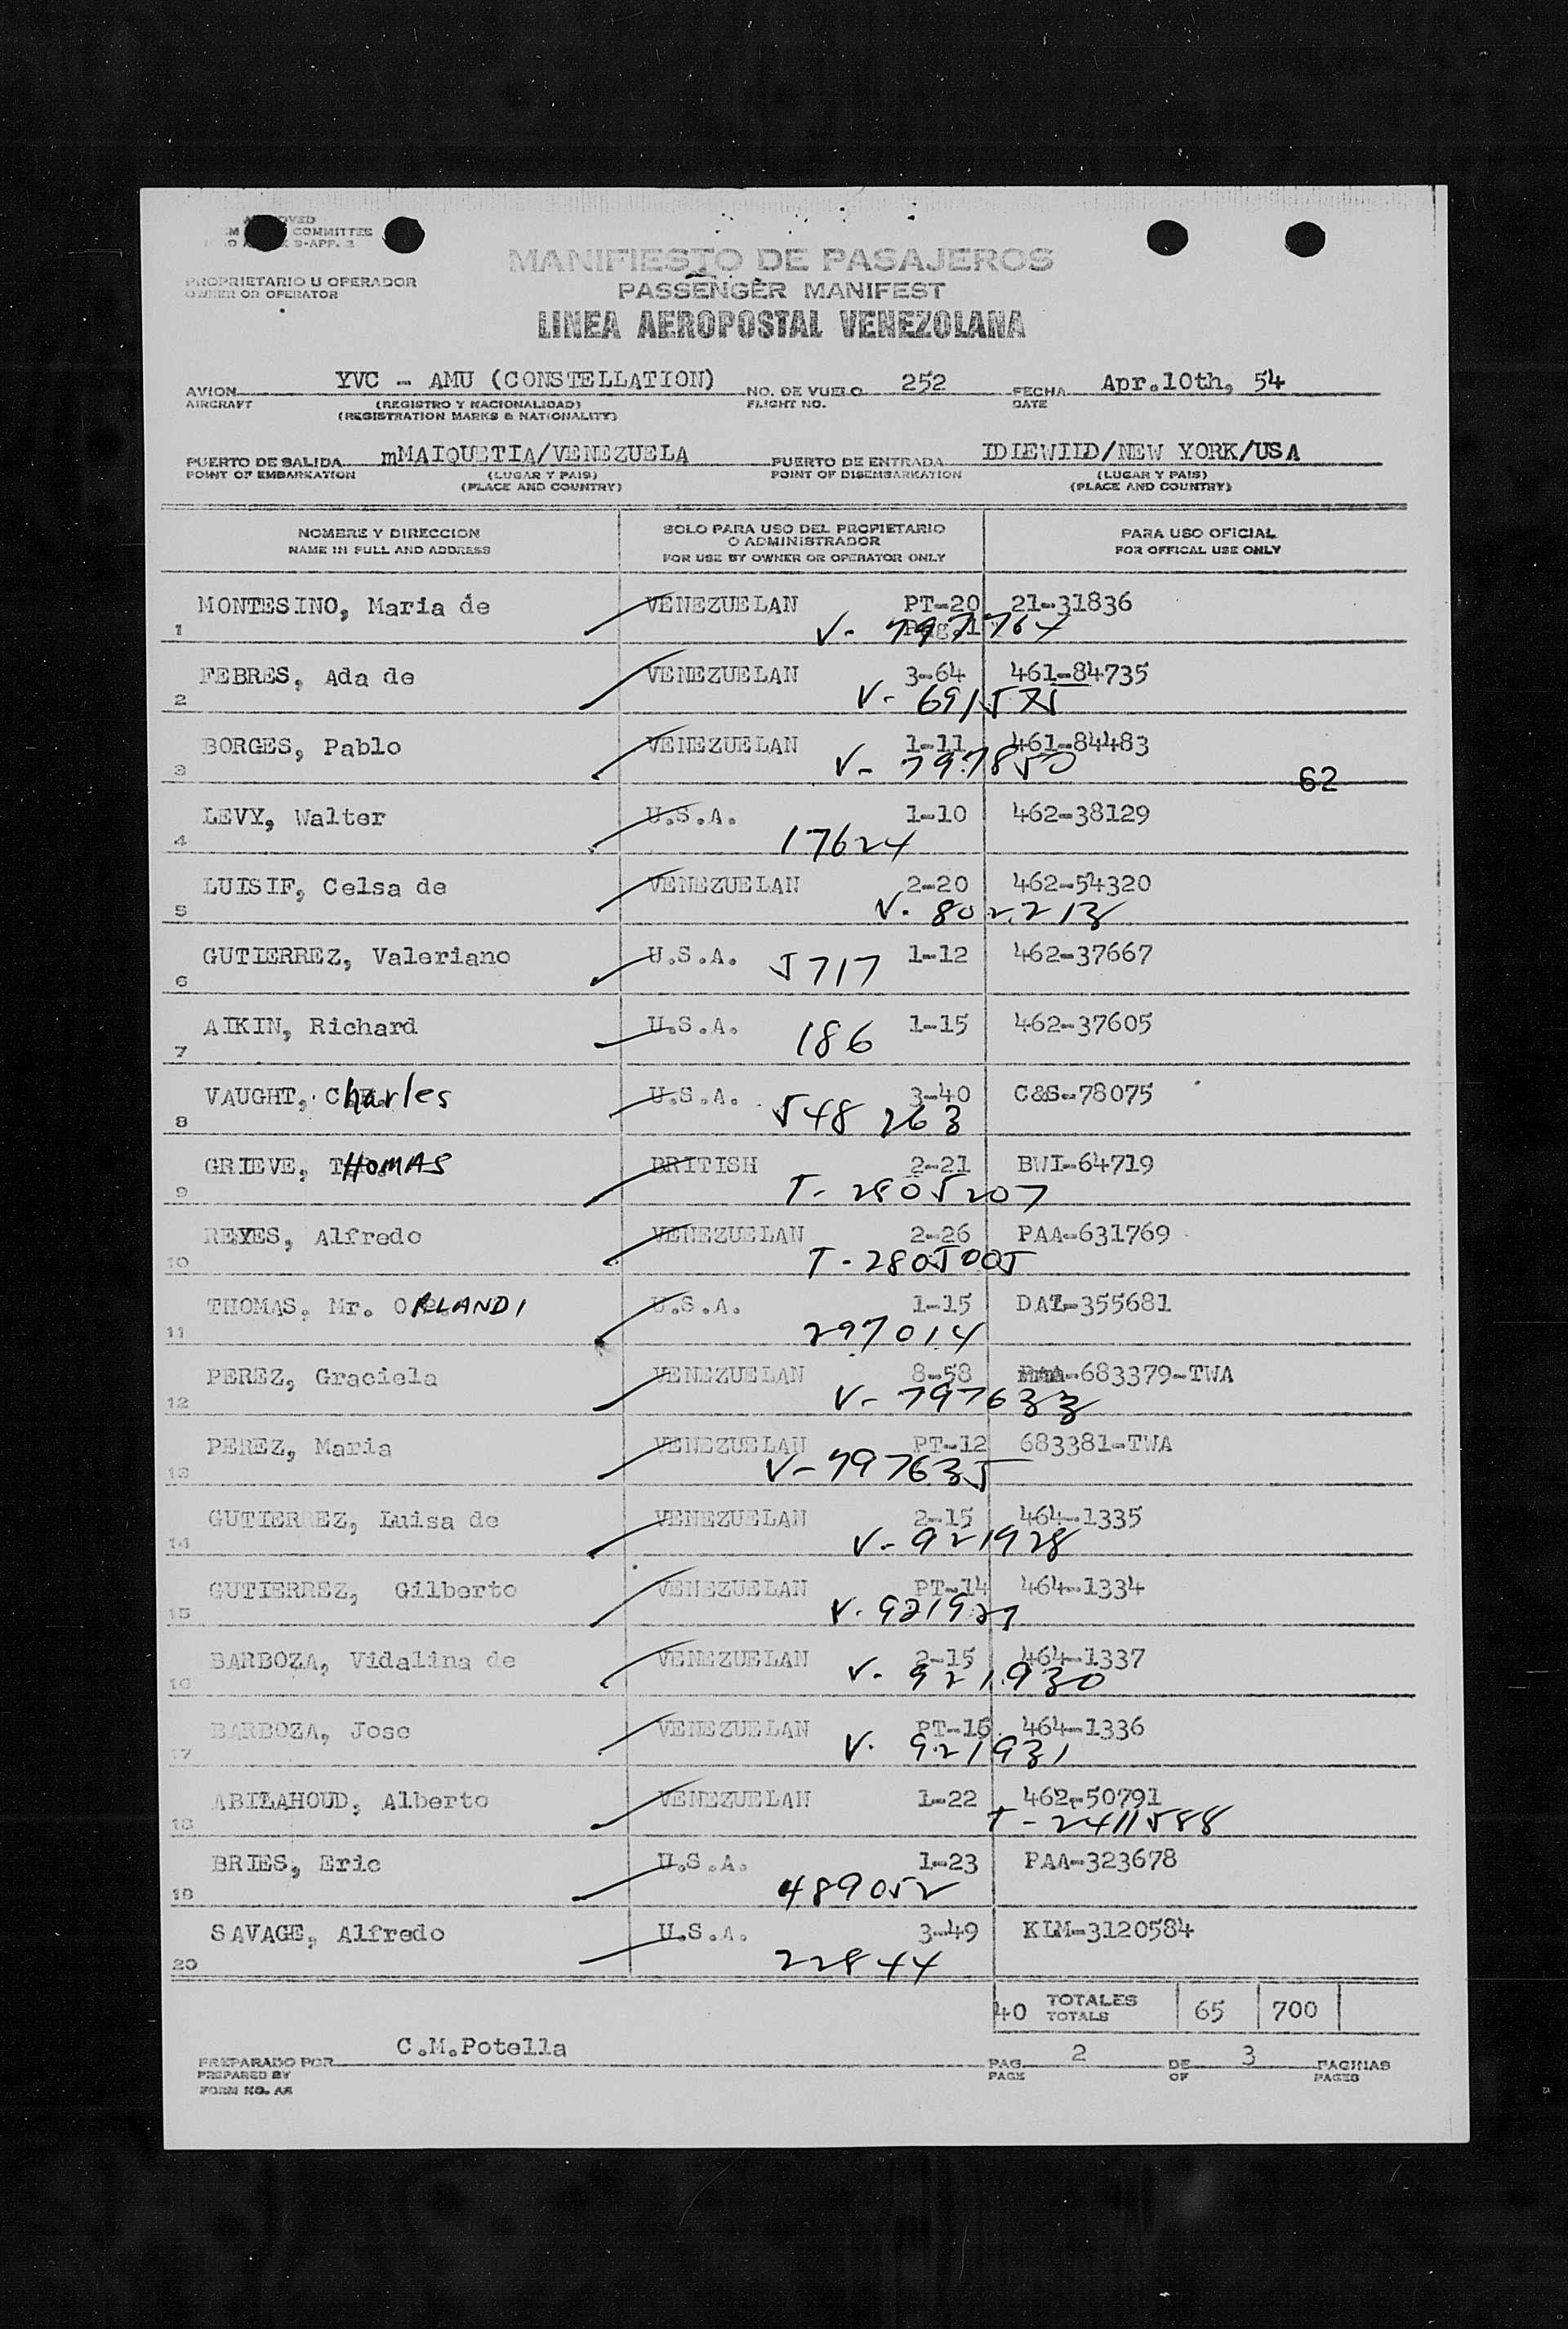 COMMITTEE
9-APP. 2
PROPRIETARIO U OPERADOR
OWNER OR OPERATOR
MANIFIESTO DE PASAJEROS
PASSENGER MANIFEST
LINEA AEROPOSTAL VENEZOLANA
AVION YVC - AMU (CONSTELLATION) NO. DE VUELO 252 FECHA Apr.10th, 54
AIRCRAFT (REGISTRO Y NACIONALIDAD) FLIGHT NO. DATE
(REGISTRATION MARKS & NATIONALITY)
PUERTO DE SALIDA mMAIQUETIA/VENEZUELA PUERTO DE ENTRADA IDIEWIID/NEW YORK/USA
POINT OF EMBARKATION (LUGAR Y PAIS) POINT OF DISEMBARKATION (LUGAR Y PAIS)
(PLACE AND COUNTRY) (PLACE AND COUNTRY)
NOMBRE Y DIRECCION SOLO PARA USO DEL PROPIETARIO PARA USO OFICIAL
NAME IN FULL AND ADDRESS O ADMINISTRADOR FOR OFFICAL USE ONLY
FOR USE BY OWNER OR OPERATOR ONLY
MONTESINO, Maria de VENEZUELAN PT-20 21-31836
1 V- 797764
FEBRES, Ada de VENEZUELAN 3-64 461-84735
2 V- 691575
BORGES, Pablo VENEZUELAN 1-11 461-84483
3 V- 797850
62
LEVY, Walter U.S.A. 1-10 462-38129
4 17624
LUISIF, Celsa de VENEZUELAN 2-20 462-54320
5 V- 802213
GUTIERREZ, Valeriano U.S.A. 5717 1-12 462-37667
6
AIKIN, Richard U.S.A. 186 1-15 462-37605
7
VAUGHT, Charles U.S.A. 3-40 C&S-78075
8 548263
GRIEVE, THOMAS BRITISH 2-21 BWI-64719
9 T- 2805207
REYES, Alfredo VENEZUELAN 2-26 PAA-631769
10 T-2805005
THOMAS, Mr. ORLANDI U.S.A. 1-15 DAL-355681
11 297014
PEREZ, Graciela VENEZUELAN 8-58 -683379-TWA
12 V- 797633
PEREZ, Maria VENEZUELAN PT-12 683381-TWA
13 V-797635
GUTIERREZ, Luisa de VENEZUELAN 2-15 464-1335
14 V- 921928
GUTIERREZ, Gilberto VENEZUELAN PT-14 464-1334
15 V- 921927
BARBOZA, Vidalina de VENEZUELAN 2-15 464-1337
16 V- 921930
BARBOZA, Jose VENEZUELAN PT-15 464-1336
17 V- 921931
ABILAHOUD, Alberto VENEZUELAN 1-22 462-50791
18 T-2411588
BRIES, Eric U.S.A. 1-23 PAA-323678
19 489052
SAVAGE, Alfredo U.S.A. 3-49 KLM-3120584
20 22844
40 TOTALES 65 700
TOTALS
C.M.Potella
PREPARADO POR PAG 2 DE 3 PAGINAS
PREPARED BY PAGE OF PAGES
FORM NO. AA